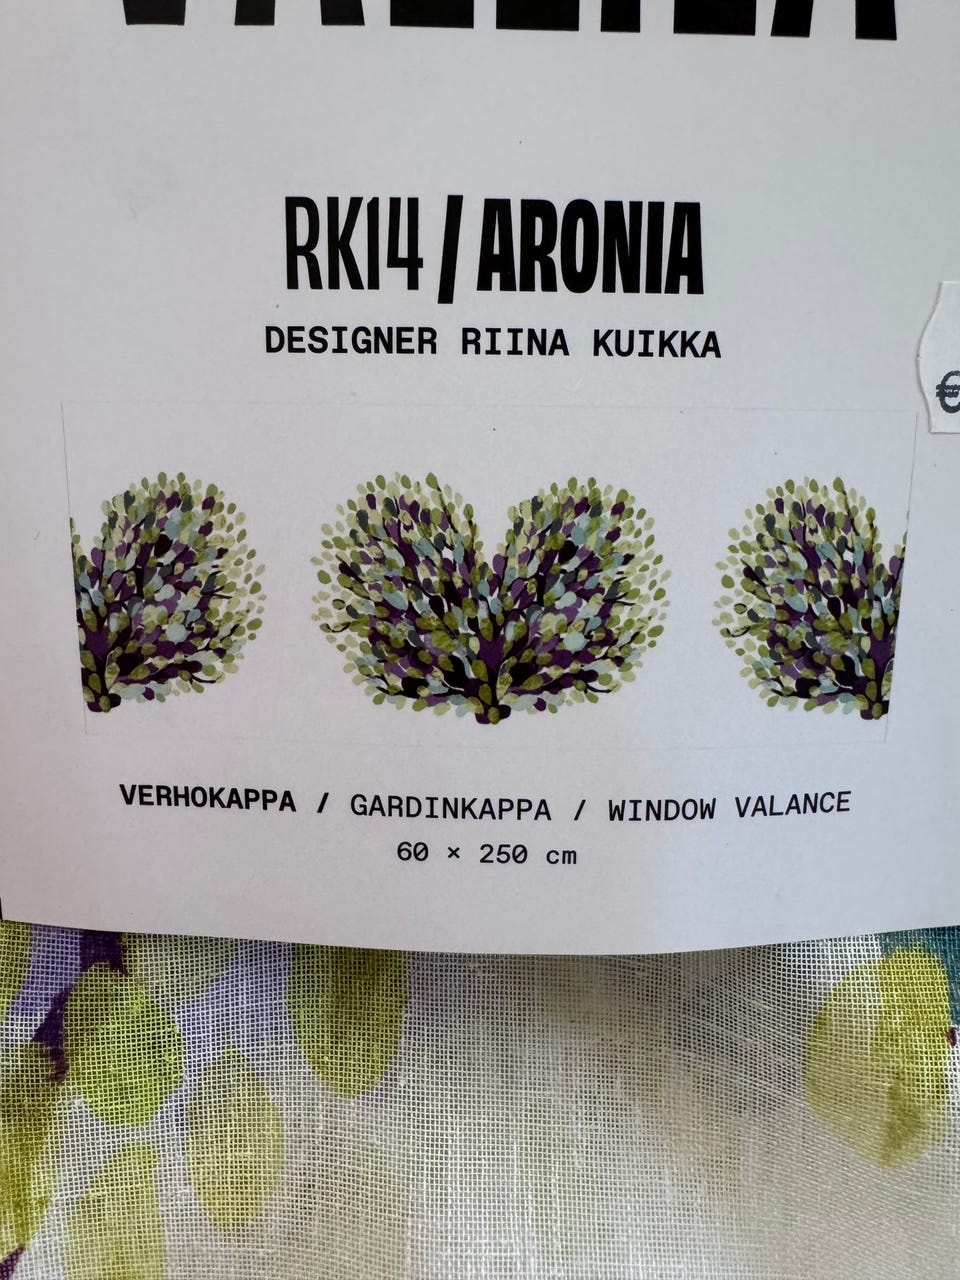 RK14 / ARONIA
DESIGNER RIINA KUIKKA
€
VERHOKAPPA / GARDINKAPPA / WINDOW VALANCE
60 × 250 cm